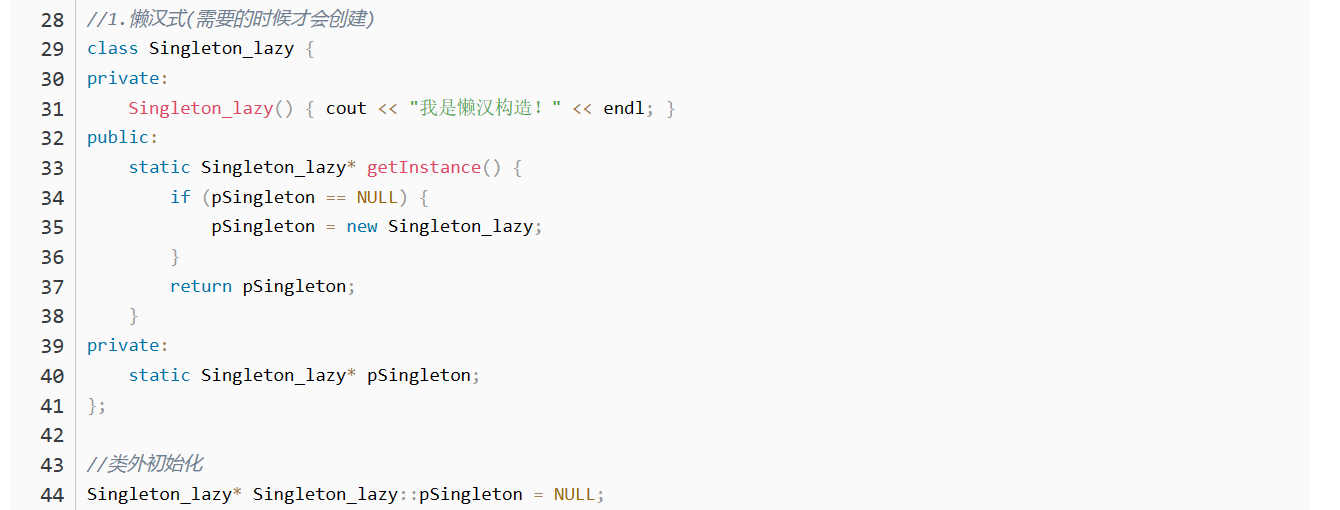 28 //1.懒汉式(需要的时候才会创建)
29 class Singleton_lazy {
30 private:
31     Singleton_lazy() { cout << "我是懒汉构造！" << endl; }
32 public:
33     static Singleton_lazy* getInstance() {
34         if (pSingleton == NULL) {
35             pSingleton = new Singleton_lazy;
36         }
37         return pSingleton;
38     }
39 private:
40     static Singleton_lazy* pSingleton;
41 };
42
43 //类外初始化
44 Singleton_lazy* Singleton_lazy::pSingleton = NULL;